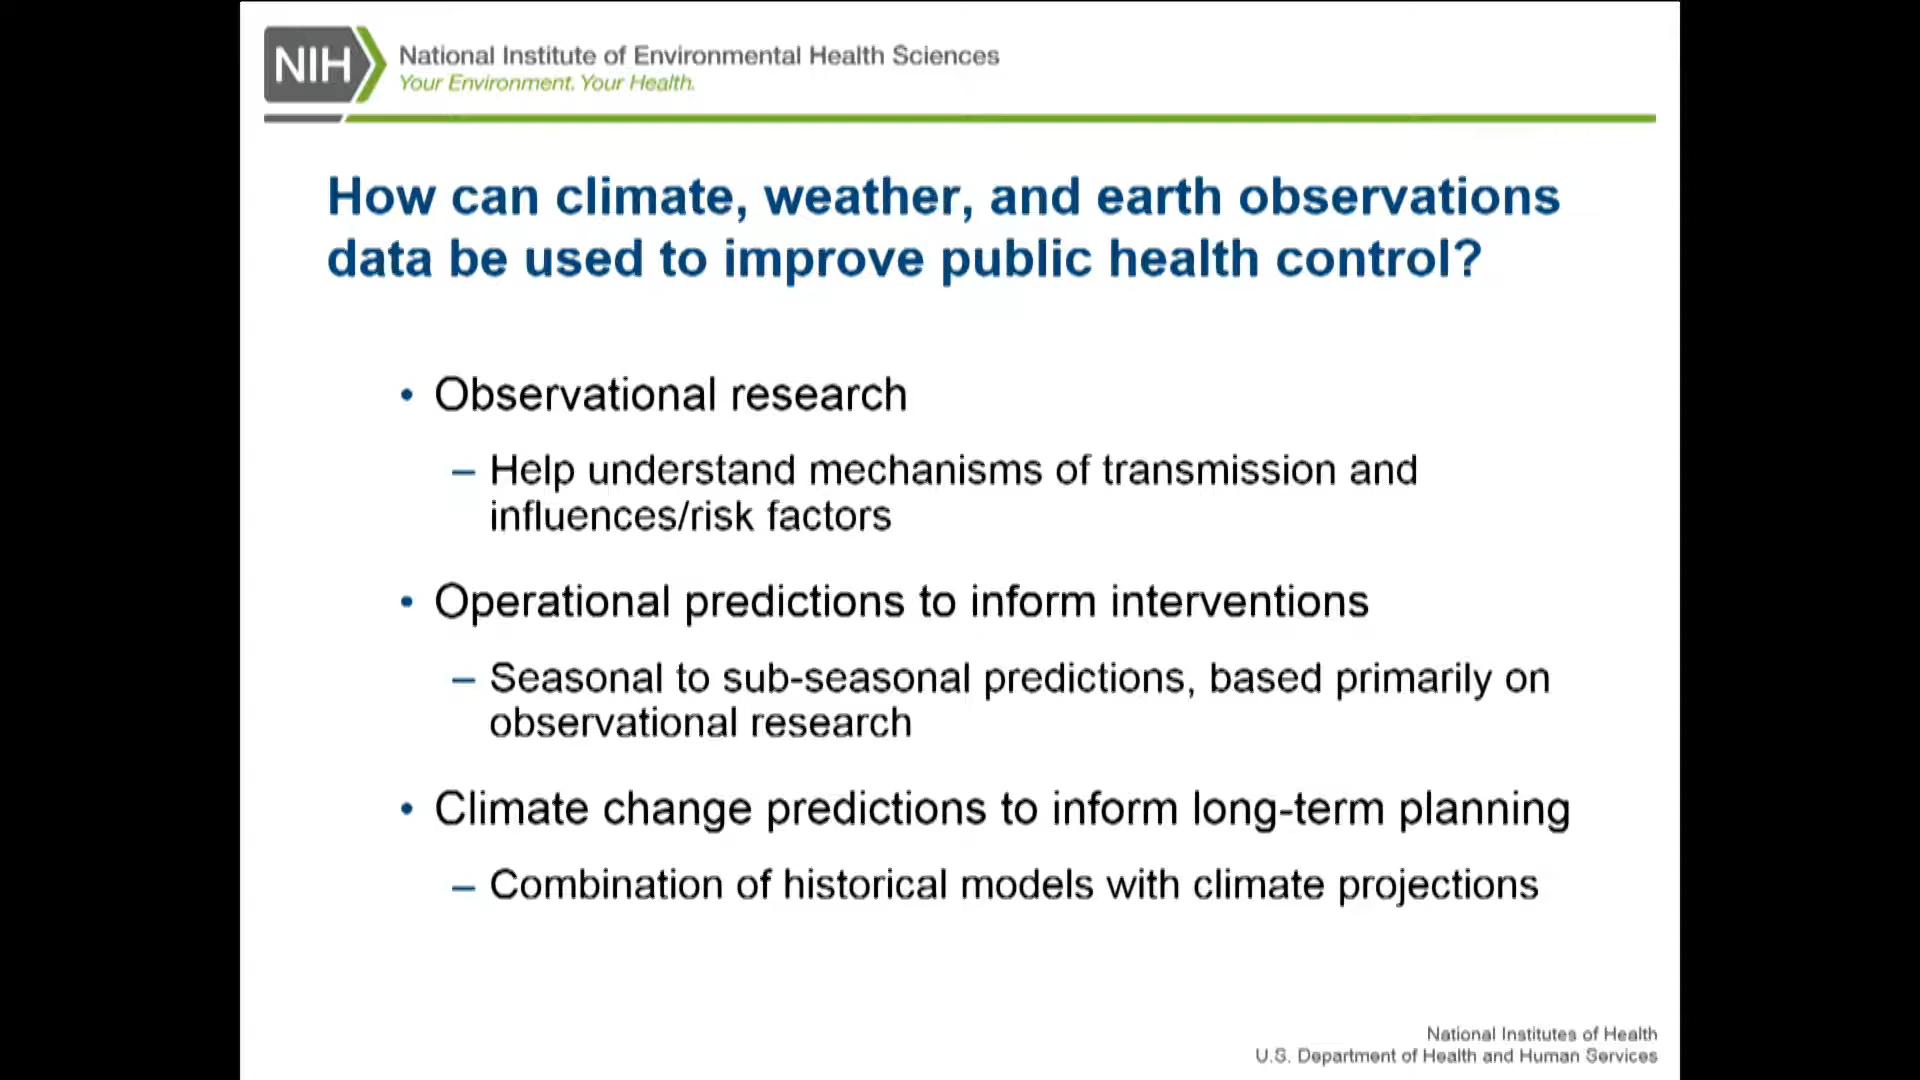 NIH
National Institute of Environmental Health Sciences
Your Environment. Your Health.
How can climate, weather, and earth observations
data be used to improve public health control?
• Observational research
– Help understand mechanisms of transmission and
influences/risk factors
• Operational predictions to inform interventions
– Seasonal to sub-seasonal predictions, based primarily on
observational research
• Climate change predictions to inform long-term planning
– Combination of historical models with climate projections
National Institutes of Health
U.S. Department of Health and Human Services